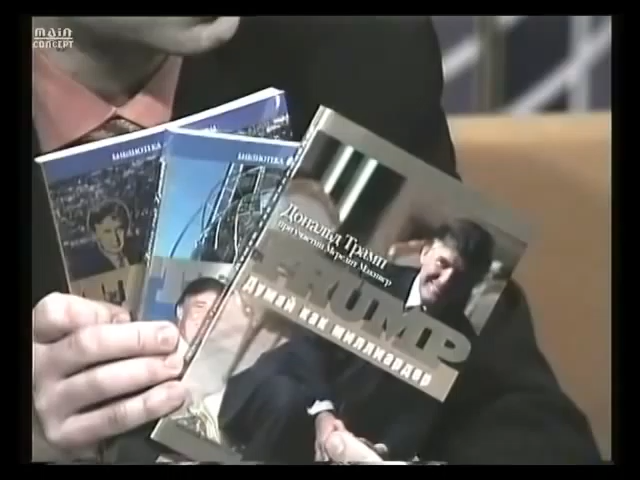 MAIN
CONCEPT
БИБЛИОТЕКА
БИБЛИОТЕКА
Дональд Трамп
при участии Мередит Макивер
TRUMP
Думай как миллиардер